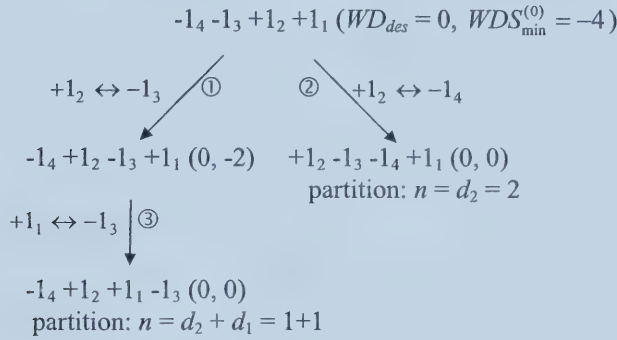 -1₄ -1₃ +1₂ +1₁ (WD_des = 0, WDS_min^(0) = –4)
+1₂ ↔ –1₃ ① ② +1₂ ↔ –1₄
-1₄ +1₂ -1₃ +1₁ (0, -2) +1₂ -1₃ -1₄ +1₁ (0, 0)
partition: n = d₂ = 2
+1₁ ↔ –1₃ ③
-1₄ +1₂ +1₁ -1₃ (0, 0)
partition: n = d₂ + d₁ = 1+1